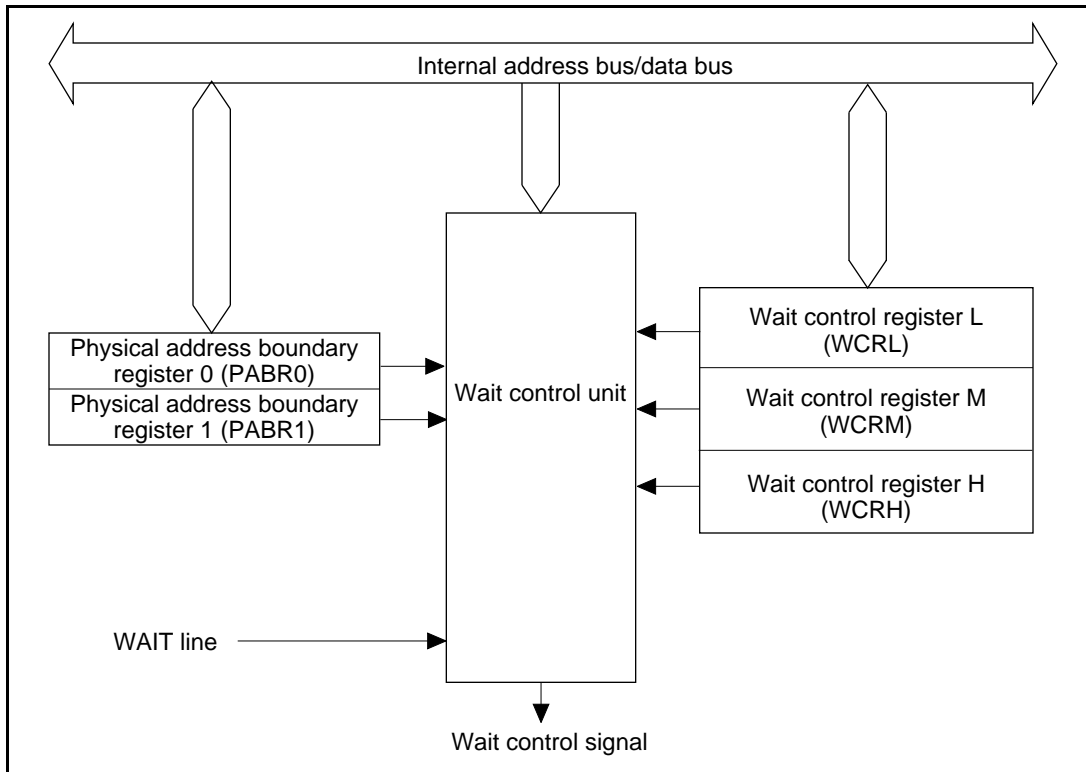 Internal address bus/data bus
Physical address boundary
register 0 (PABR0)
Physical address boundary
register 1 (PABR1)
Wait control unit
Wait control register L
(WCRL)
Wait control register M
(WCRM)
Wait control register H
(WCRH)
WAIT line
Wait control signal